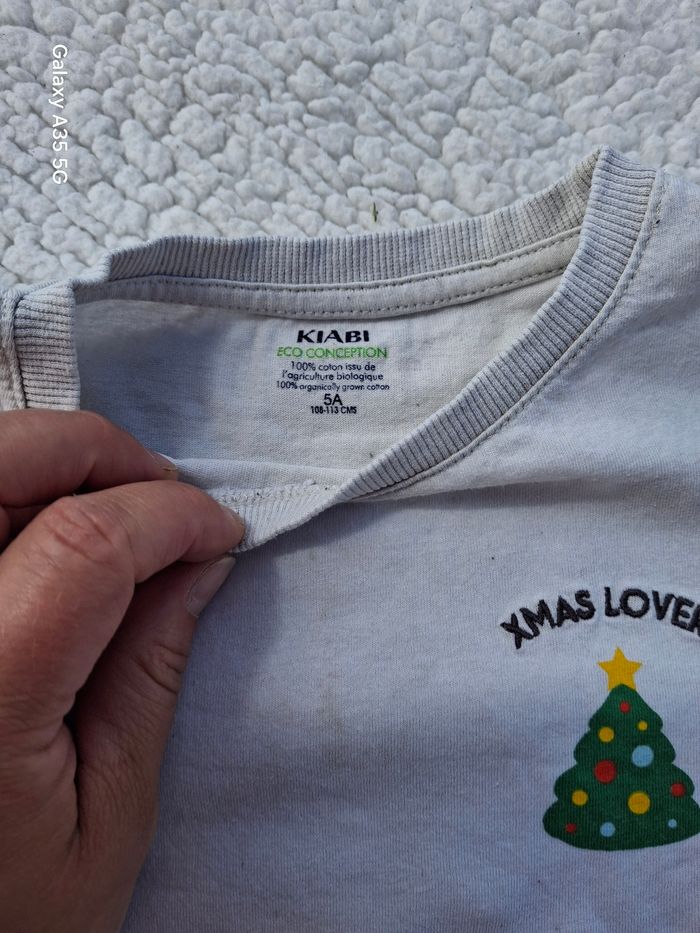 Galaxy A35 5G
KIABI
ECO CONCEPTION
100% coton issu de
l'agriculture biologique
100% organically grown cotton
5A
108-113 CMS
XMAS LOVER